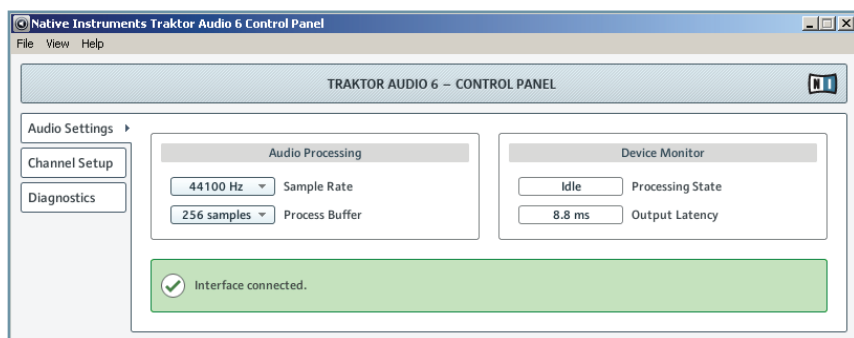 Native Instruments Traktor Audio 6 Control Panel
File View Help
TRAKTOR AUDIO 6 – CONTROL PANEL
NI
Audio Settings
Channel Setup
Diagnostics
Audio Processing
44100 Hz Sample Rate
256 samples Process Buffer
Device Monitor
Idle Processing State
8.8 ms Output Latency
Interface connected.